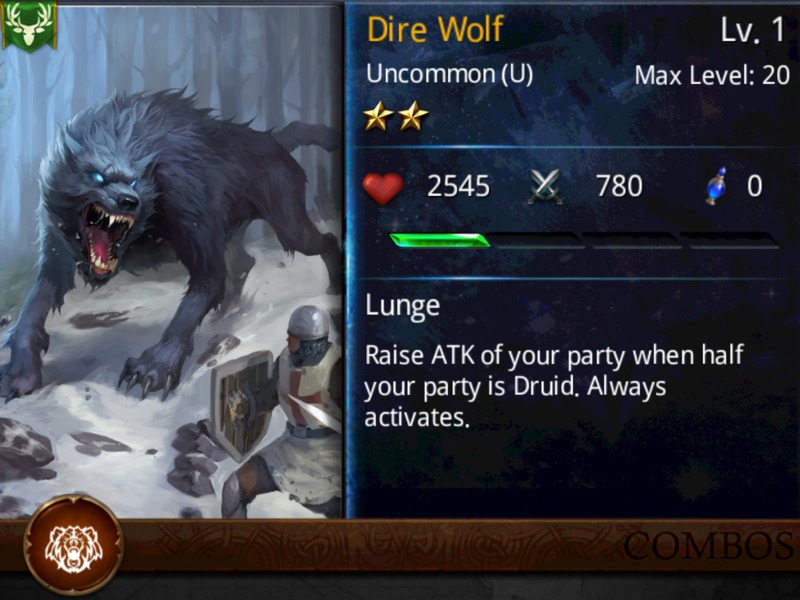 Dire Wolf
Lv. 1
Uncommon (U)
Max Level: 20
2545
780
0
Lunge
Raise ATK of your party when half
your party is Druid. Always
activates.
COMBOS